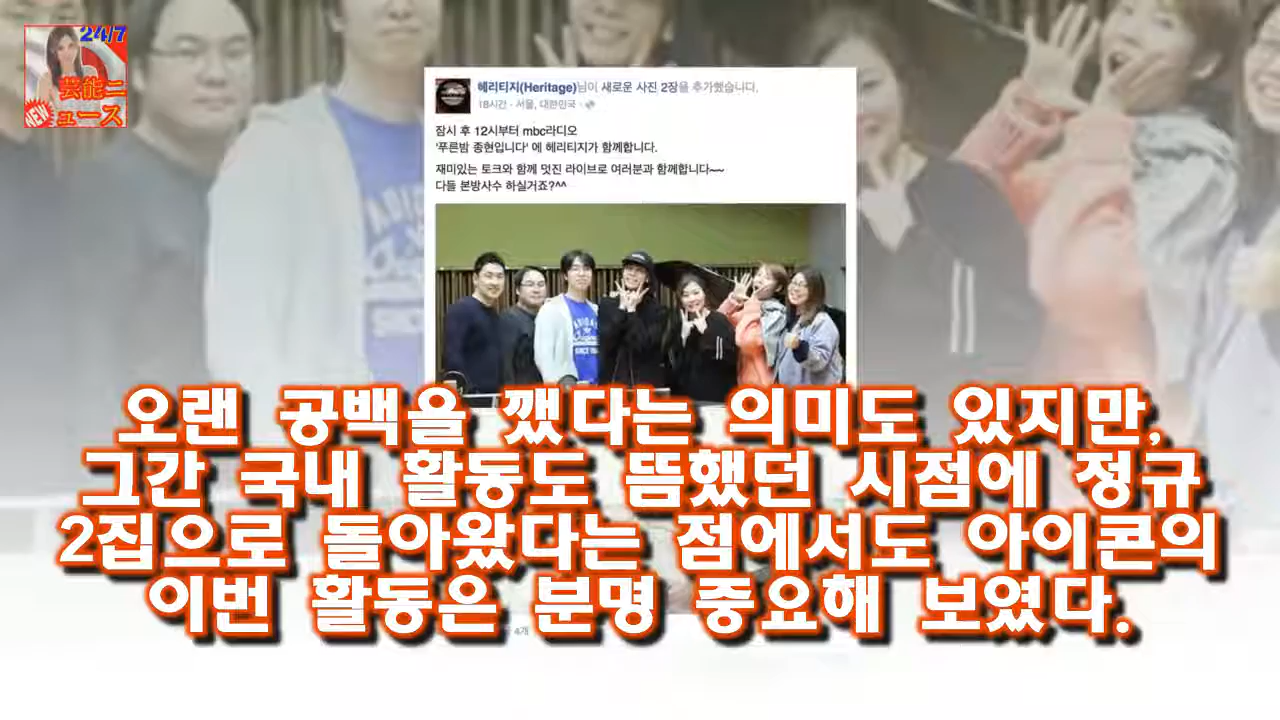 24/7
芸能ニ
ュース
NEW
헤리티지(Heritage)님이 새로운 사진 2장을 추가했습니다.
18시간 · 서울, 대한민국 ·
잠시 후 12시부터 mbc라디오
'푸른밤 종현입니다' 에 헤리티지가 함께합니다.
재미있는 토크와 함께 멋진 라이브로 여러분과 함께합니다~~
다들 본방사수 하실거죠?^^
오랜 공백을 깼다는 의미도 있지만,
그간 국내 활동도 뜸했던 시점에 정규
2집으로 돌아왔다는 점에서도 아이콘의
이번 활동은 분명 중요해 보였다.
4개